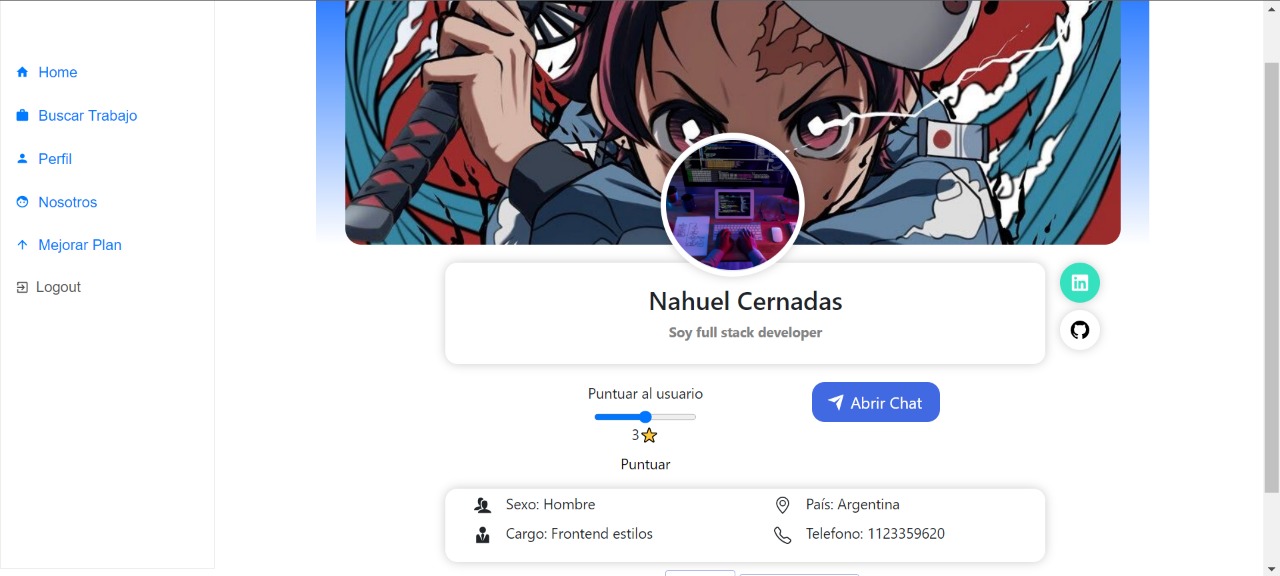 Home
Buscar Trabajo
Perfil
Nosotros
Mejorar Plan
Logout
Nahuel Cernadas
Soy full stack developer
in
Puntuar al usuario
3
Puntuar
Abrir Chat
Sexo: Hombre
País: Argentina
Cargo: Frontend estilos
Telefono: 1123359620